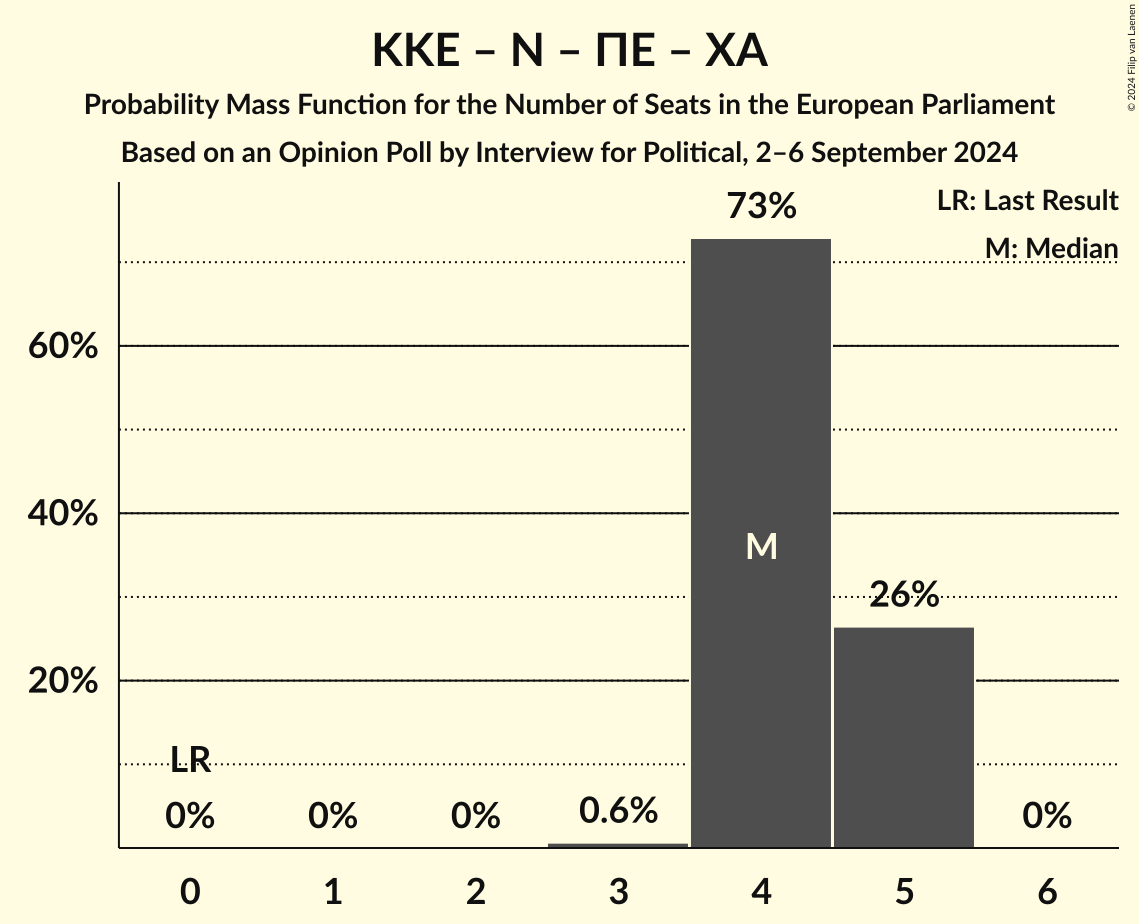 ΚΚΕ – Ν – ΠΕ – ΧΑ
Probability Mass Function for the Number of Seats in the European Parliament
Based on an Opinion Poll by Interview for Political, 2–6 September 2024
© 2024 Filip van Laenen
LR: Last Result
M: Median
73%
60%
40%
M
26%
20%
LR
0%
0%
0%
0.6%
0%
0 1 2 3 4 5 6